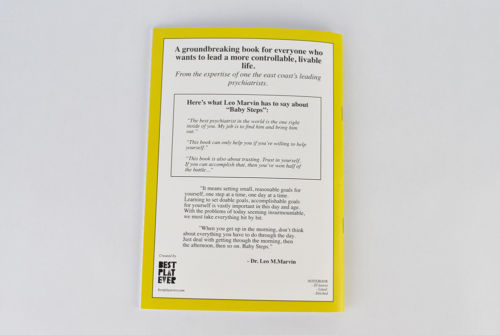 A groundbreaking book for everyone who
wants to lead a more controllable, livable
life.
From the expertise of one the east coast's leading
psychiatrists.
Here's what Leo Marvin has to say about
"Baby Steps":
"The best psychiatrist in the world is the one right
inside of you. My job is to find him and bring him
out."
"This book can only help you if you're willing to help
yourself."
"This book is also about trusting. Trust in yourself.
If you can accomplish that, then you've won half of
the battle..."
"It means setting small, reasonable goals for
yourself, one step at a time, one day at a time.
Learning to set doable goals, accomplishable goals
for yourself is vastly important in this day and age.
With the problems of today seeming insurmountable,
we must take everything bit by bit.
"When you get up in the morning, don't think
about everything you have to do through the day.
Just deal with getting through the morning, then
the afternoon, then so on. Baby Steps."
- Dr. Leo M.Marvin
Created by
BEST
PLAY
EVER
bestplayever.com
NOTEBOOK